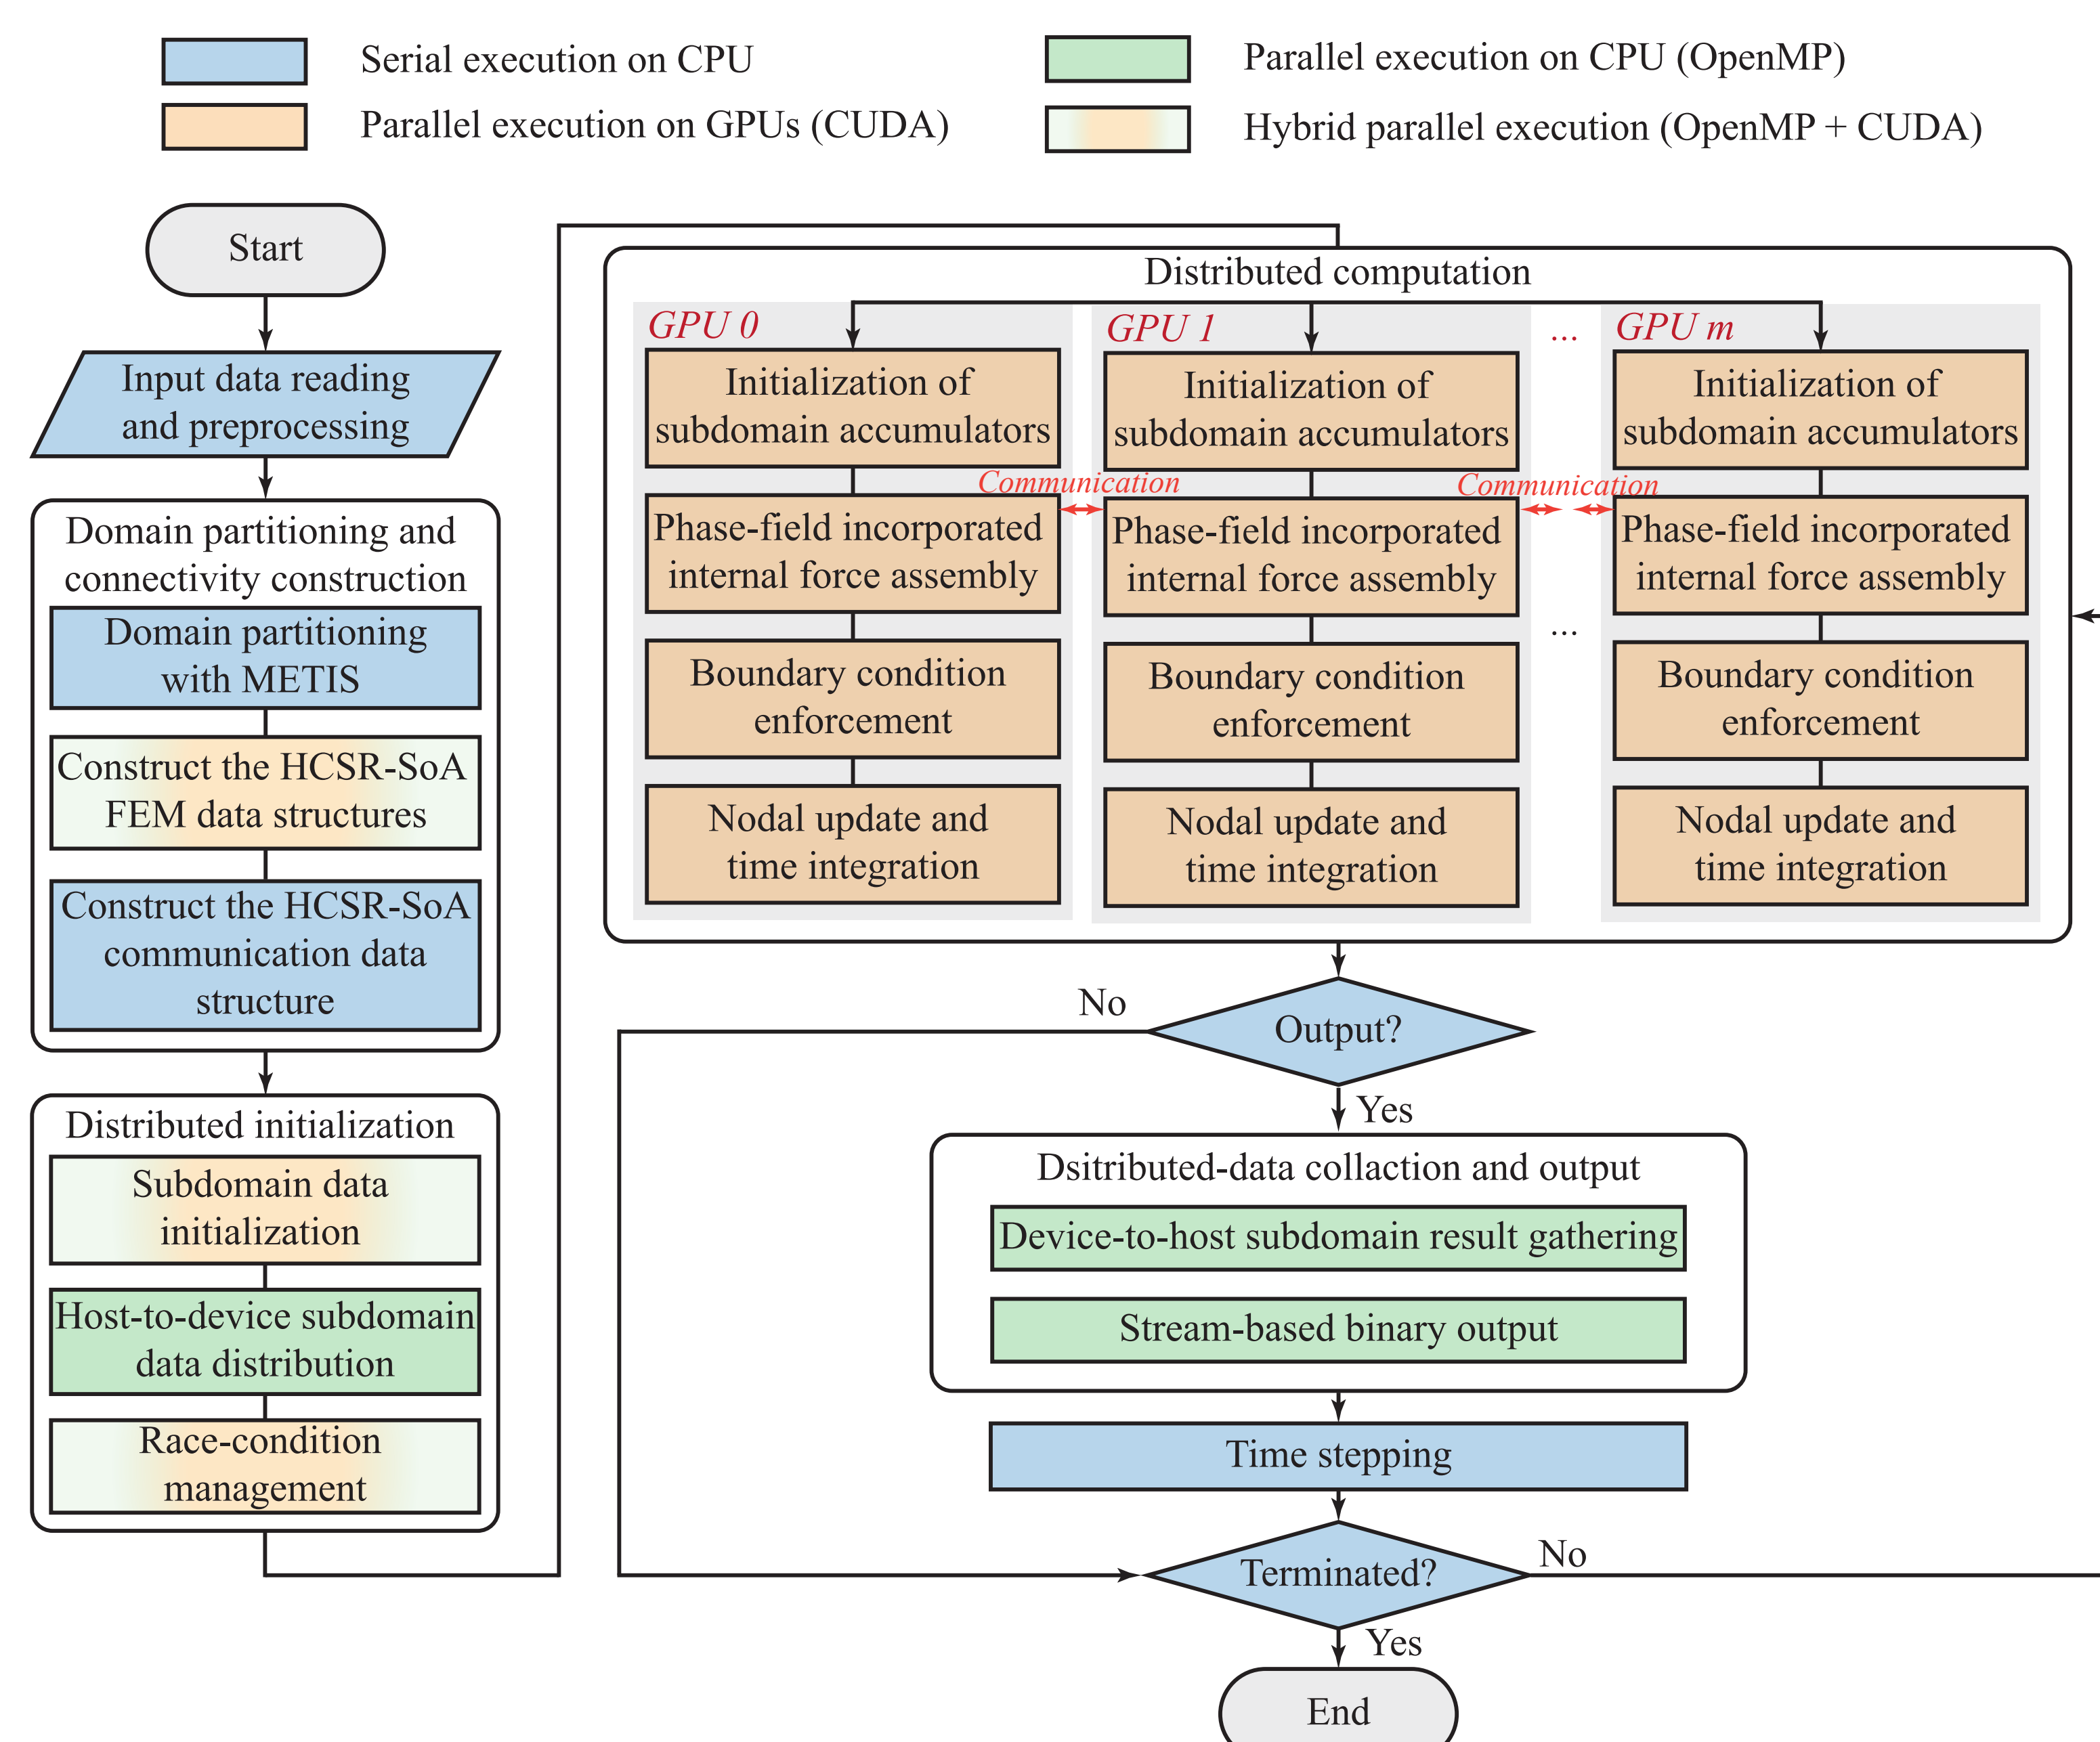 Serial execution on CPU
Parallel execution on GPUs (CUDA)
Parallel execution on CPU (OpenMP)
Hybrid parallel execution (OpenMP + CUDA)
Start
Input data reading
and preprocessing
Domain partitioning and
connectivity construction
Domain partitioning
with METIS
Construct the HCSR-SoA
FEM data structures
Construct the HCSR-SoA
communication data
structure
Distributed initialization
Subdomain data
initialization
Host-to-device subdomain
data distribution
Race-condition
management
Distributed computation
GPU 0
Initialization of
subdomain accumulators
Phase-field incorporated
internal force assembly
Boundary condition
enforcement
Nodal update and
time integration
Communication
GPU 1
Initialization of
subdomain accumulators
Phase-field incorporated
internal force assembly
Boundary condition
enforcement
Nodal update and
time integration
Communication
...
...
GPU m
Initialization of
subdomain accumulators
Phase-field incorporated
internal force assembly
Boundary condition
enforcement
Nodal update and
time integration
Output?
No
Yes
Dsitributed-data collaction and output
Device-to-host subdomain result gathering
Stream-based binary output
Time stepping
Terminated?
No
Yes
End